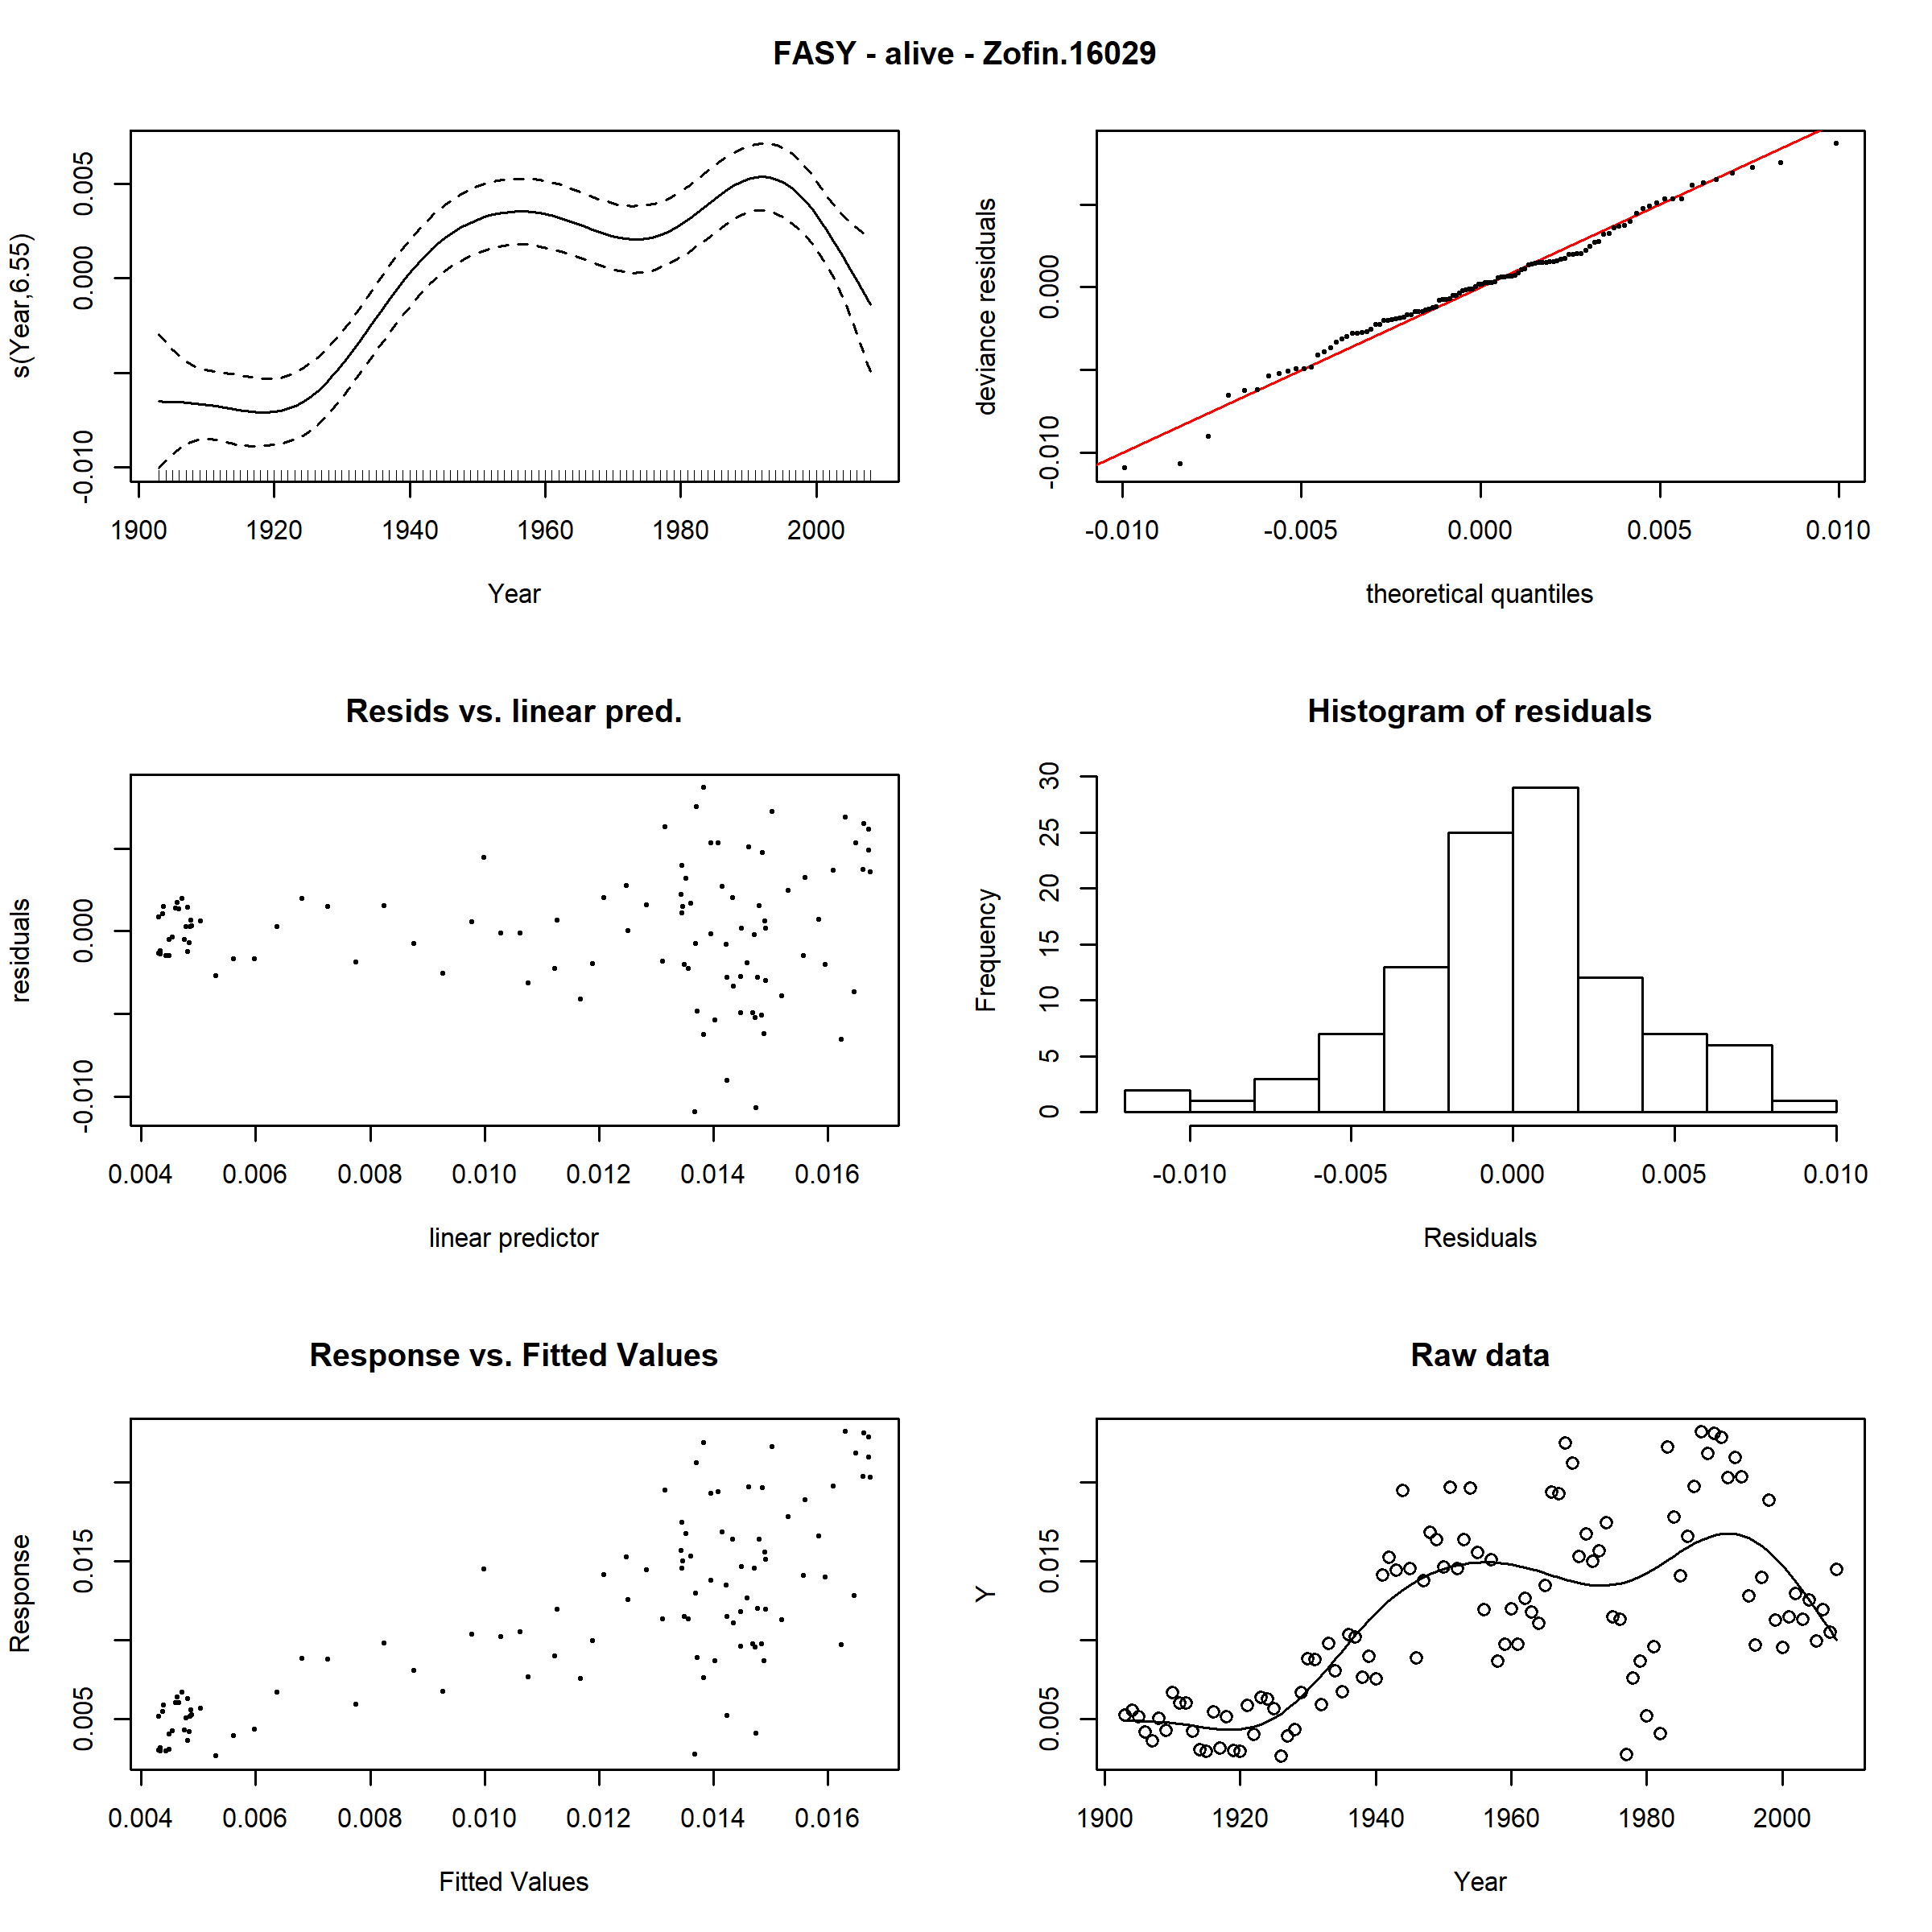 FASY - alive - Zofin.16029
s(Year,6.55)
-0.010 0.000 0.005
1900 1920 1940 1960 1980 2000
Year
deviance residuals
-0.010 0.000
-0.010 -0.005 0.000 0.005 0.010
theoretical quantiles
Resids vs. linear pred.
residuals
-0.010 0.000
0.004 0.006 0.008 0.010 0.012 0.014 0.016
linear predictor
Histogram of residuals
Frequency
0 5 10 15 20 25 30
-0.010 -0.005 0.000 0.005 0.010
Residuals
Response vs. Fitted Values
Response
0.005 0.015
0.004 0.006 0.008 0.010 0.012 0.014 0.016
Fitted Values
Raw data
Y
0.005 0.015
1900 1920 1940 1960 1980 2000
Year